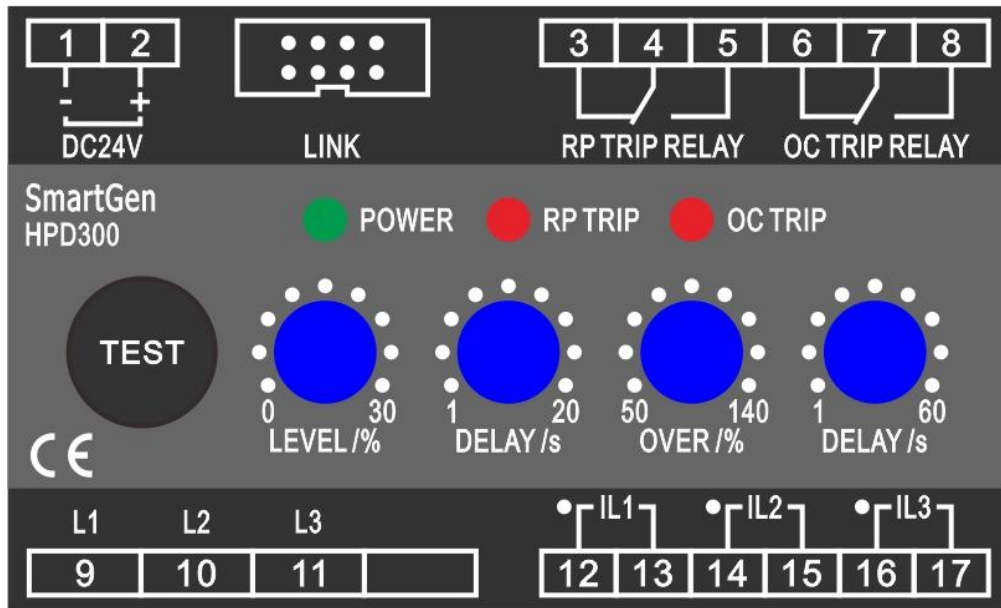 1 2 3 4 5 6 7 8
- +
DC24V LINK RP TRIP RELAY OC TRIP RELAY
SmartGen
HPD300
POWER RP TRIP OC TRIP
TEST
0 30 1 20 50 140 1 60
LEVEL /% DELAY /s OVER /% DELAY /s
CE
L1 L2 L3 IL1 IL2 IL3
9 10 11 12 13 14 15 16 17